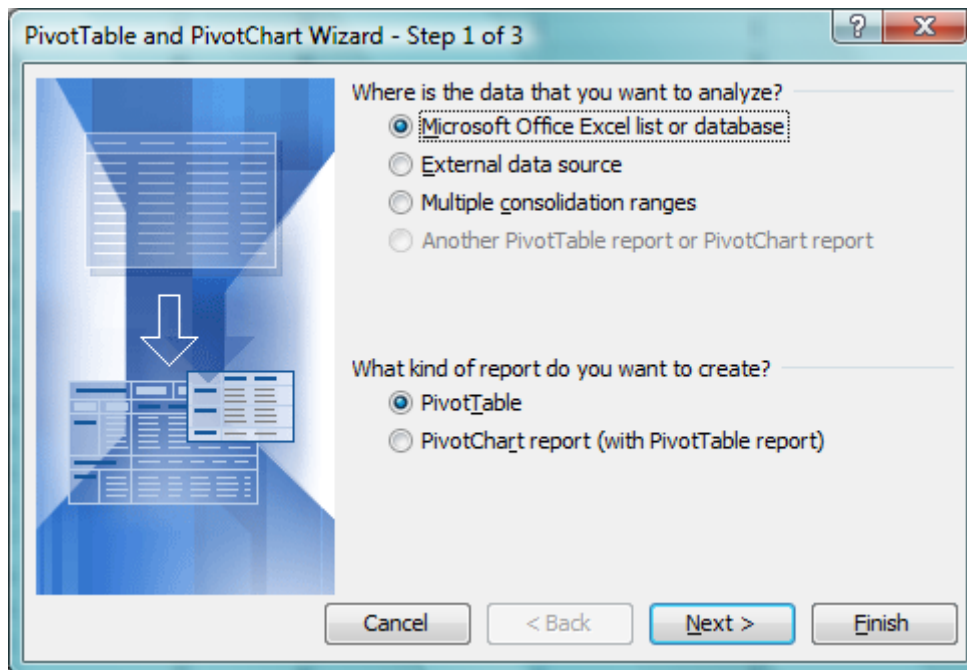 PivotTable and PivotChart Wizard - Step 1 of 3
Where is the data that you want to analyze?
Microsoft Office Excel list or database
External data source
Multiple consolidation ranges
Another PivotTable report or PivotChart report
What kind of report do you want to create?
PivotTable
PivotChart report (with PivotTable report)
Cancel
< Back
Next >
Finish